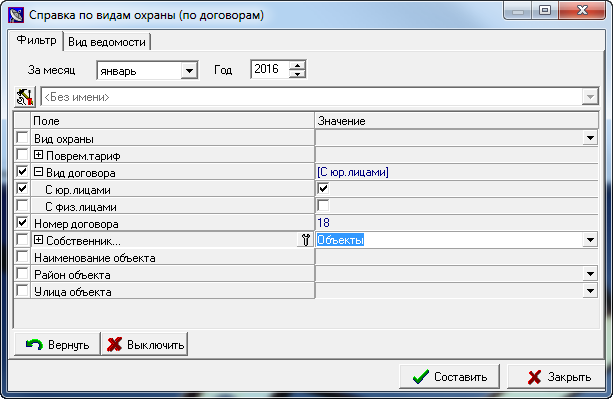 Справка по видам охраны (по договорам)
Фильтр Вид ведомости
За месяц январь Год 2016
<Без имени>
Поле Значение
Вид охраны
Поврем.тариф
Вид договора [С юр.лицами]
С юр.лицами
С физ.лицами
Номер договора 18
Собственник... Объекты
Наименование объекта
Район объекта
Улица объекта
Вернуть Выключить
Составить Закрыть